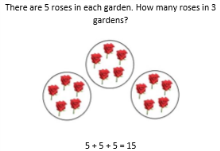 There are 5 roses in each garden. How many roses in 3
gardens?
5 + 5 + 5 = 15